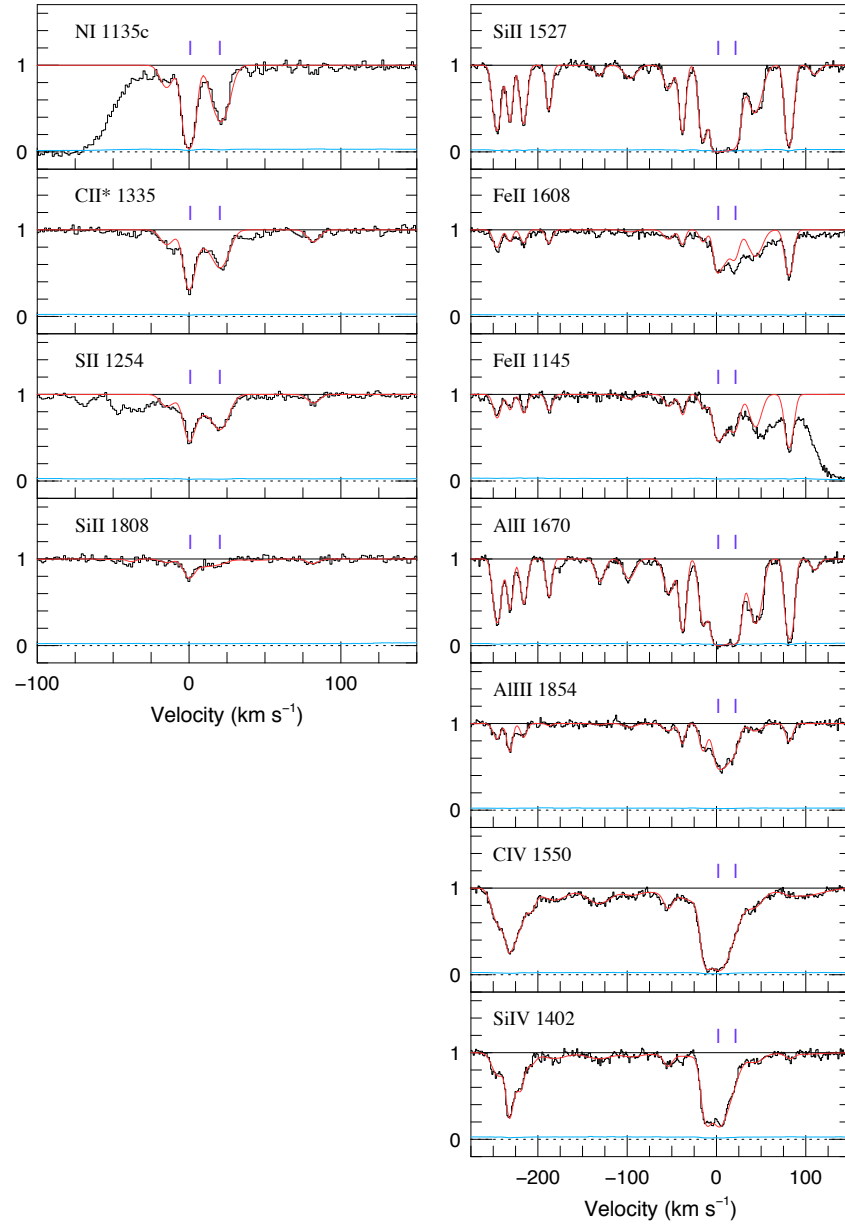 NI 1135c
1
0
CII* 1335
1
0
SII 1254
1
0
SiII 1808
1
0
−100 0 100
Velocity (km s⁻¹)
SiII 1527
1
0
FeII 1608
1
0
FeII 1145
1
0
AlII 1670
1
0
AlIII 1854
1
0
CIV 1550
1
0
SiIV 1402
1
0
−200 −100 0 100
Velocity (km s⁻¹)